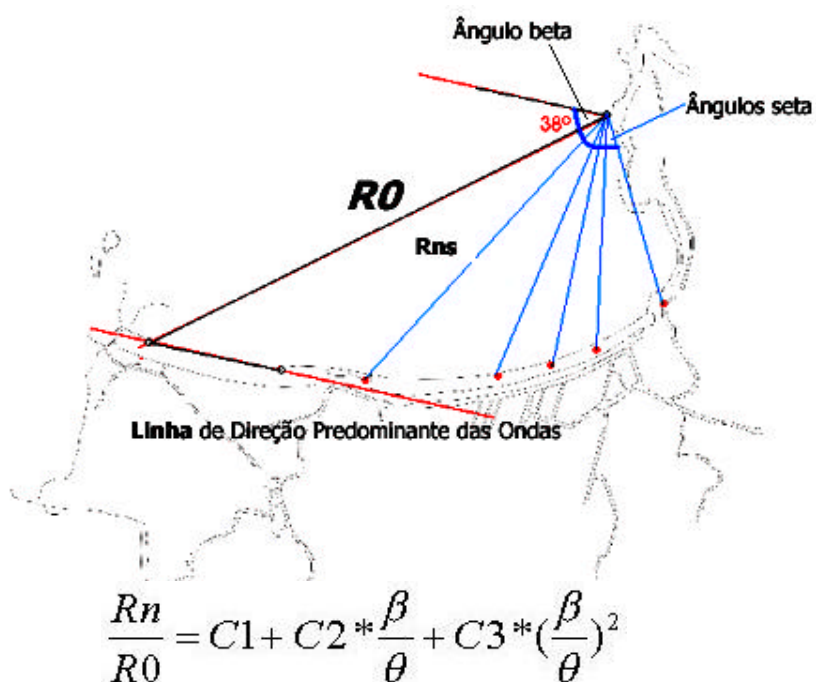 Ângulo beta
Ângulos seta
38º
R0
Rns
Linha de Direção Predominante das Ondas
Rn/R0 = C1 + C2 * β/θ + C3 * (β/θ)²